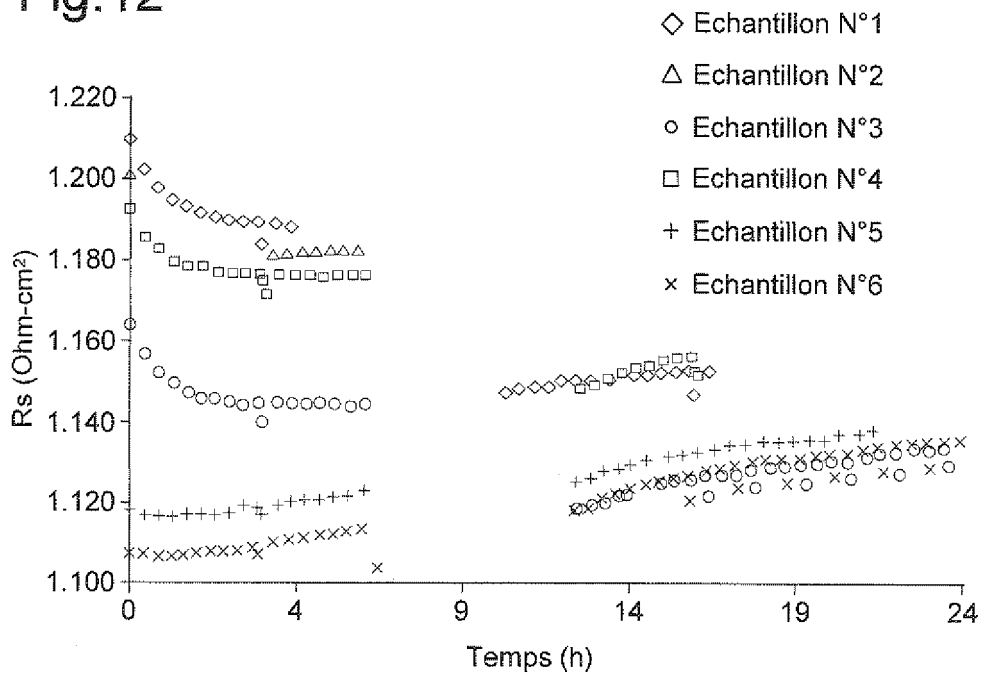 Fig.12
Echantillon N°1
Echantillon N°2
Echantillon N°3
Echantillon N°4
Echantillon N°5
Echantillon N°6
Rs (Ohm-cm²)
1.220
1.200
1.180
1.160
1.140
1.120
1.100
0 4 9 14 19 24
Temps (h)